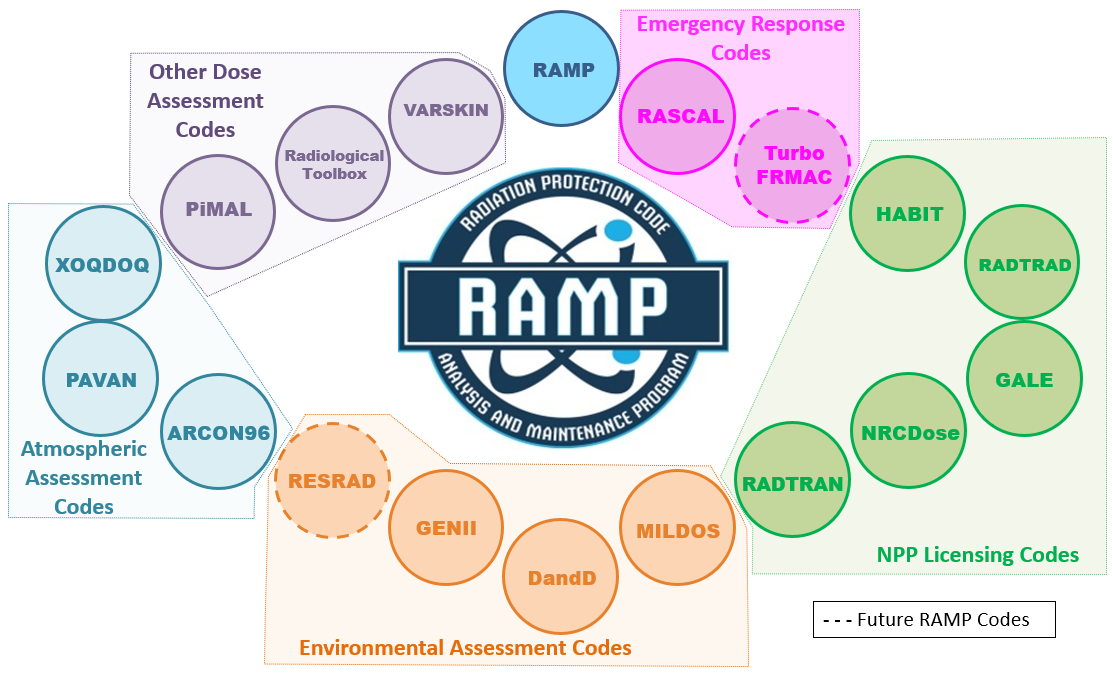 Other Dose
Assessment
Codes
VARSKIN
Radiological
Toolbox
PiMAL
RAMP
Emergency Response
Codes
RASCAL
Turbo
FRMAC
HABIT
RADTRAD
GALE
NRCDose
RADTRAN
NPP Licensing Codes
XOQDOQ
PAVAN
ARCON96
Atmospheric
Assessment
Codes
RADIATION PROTECTION CODE
RAMP
ANALYSIS AND MAINTENANCE PROGRAM
RESRAD
GENII
DandD
MILDOS
Environmental Assessment Codes
- - - Future RAMP Codes